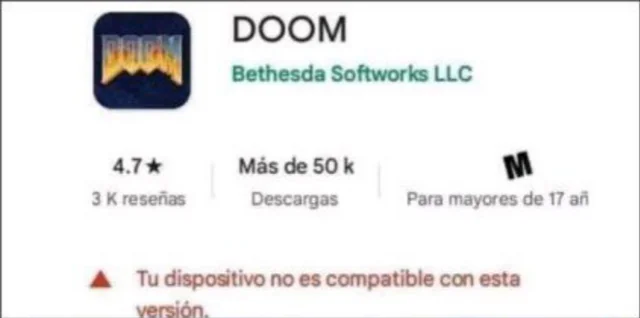 DOOM
DOOM
Bethesda Softworks LLC
4.7★
Más de 50 k
M
3 K reseñas
Descargas
Para mayores de 17 añ
Tu dispositivo no es compatible con esta
versión.